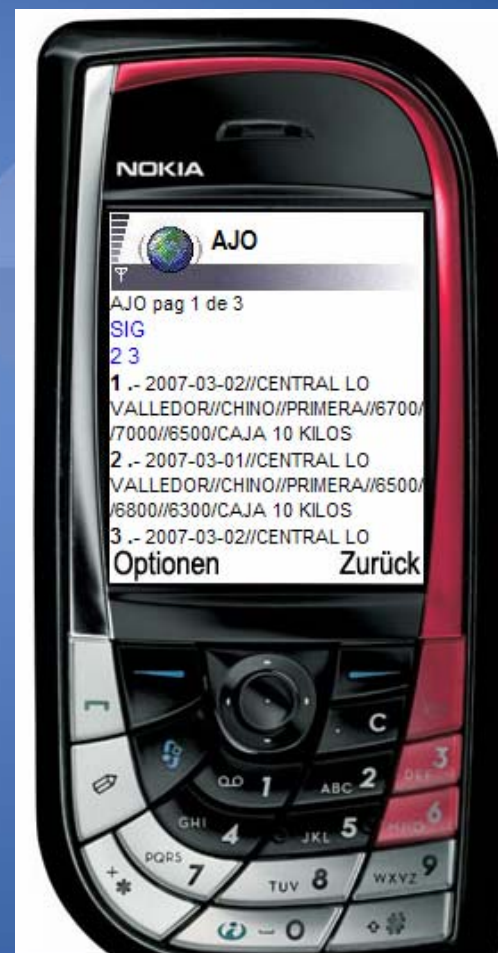 NOKIA
AJO
AJO pag 1 de 3
SIG
2 3
1 .- 2007-03-02//CENTRAL LO
VALLEDOR//CHINO//PRIMERA//6700/
/7000//6500/CAJA 10 KILOS
2 .- 2007-03-01//CENTRAL LO
VALLEDOR//CHINO//PRIMERA//6500/
/6800//6300/CAJA 10 KILOS
3 .- 2007-03-02//CENTRAL LO
Optionen Zurück
C
1 ABC 2 DEF 3
GHI 4 JKL 5 MNO 6
PQRS 7 TUV 8 WXYZ 9
+ * - 0 #